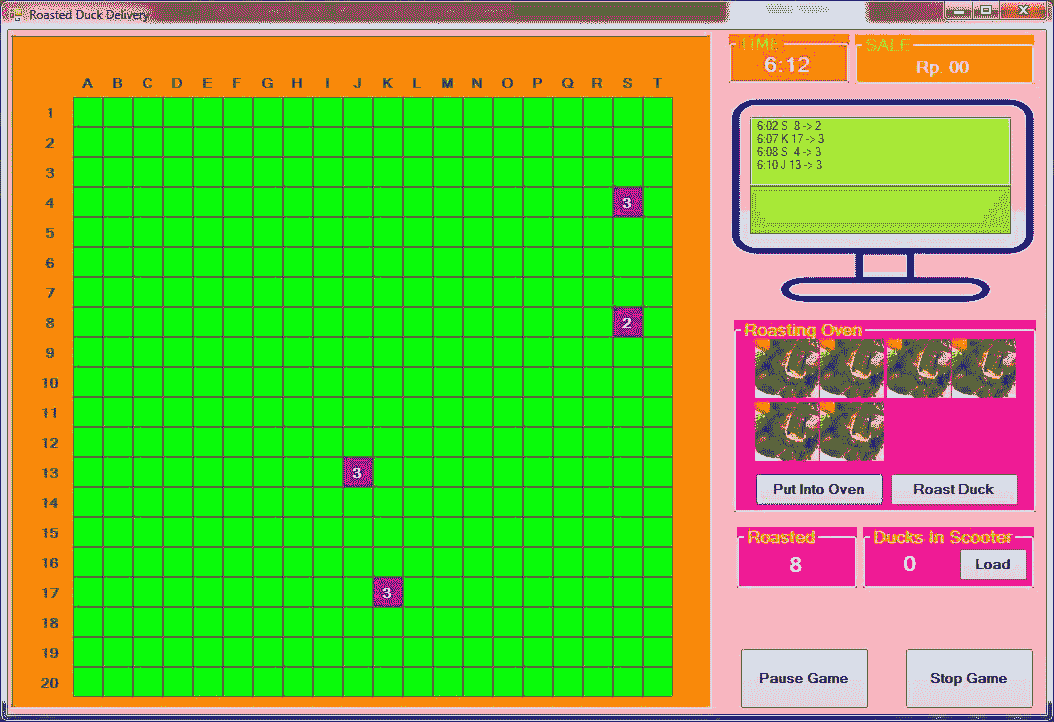 Roasted Duck Delivery
TIME
6:12
SALE
Rp. 00
A B C D E F G H I J K L M N O P Q R S T
1
2
3
4 3
5
6
7
8 2
9
10
11
12
13 3
14
15
16
17 3
18
19
20
6:02 S 8 -> 2
6:07 K 17 -> 3
6:08 S 4 -> 3
6:10 J 13 -> 3
Roasting Oven
Put Into Oven Roast Duck
Roasted
8
Ducks In Scooter
0 Load
Pause Game Stop Game